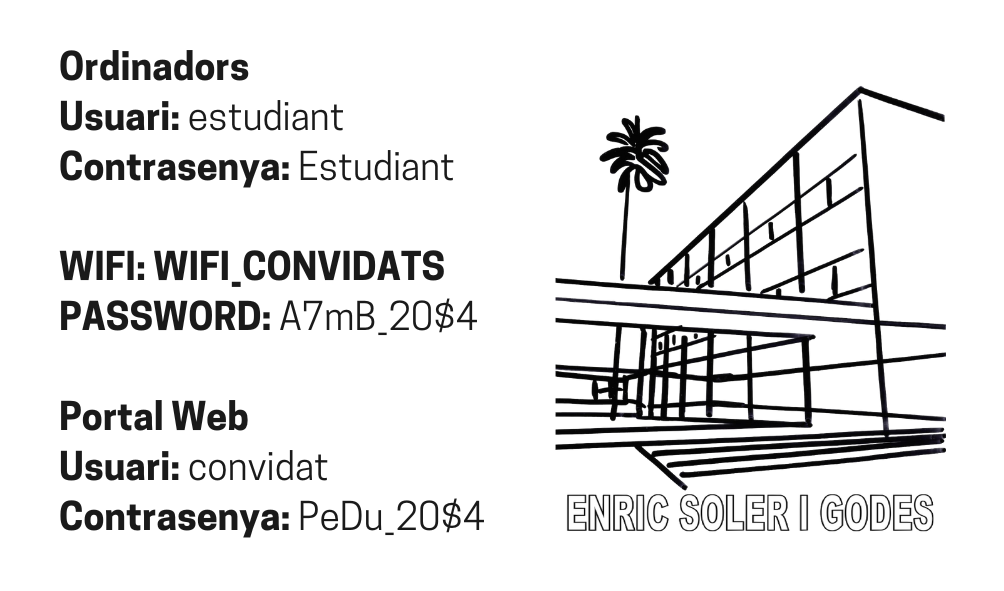 Ordinadors
Usuari: estudiant
Contrasenya: Estudiant
WIFI: WIFI_CONVIDATS
PASSWORD: A7mB_20$4
Portal Web
Usuari: convidat
Contrasenya: PeDu_20$4
ENRIC SOLER I GODES